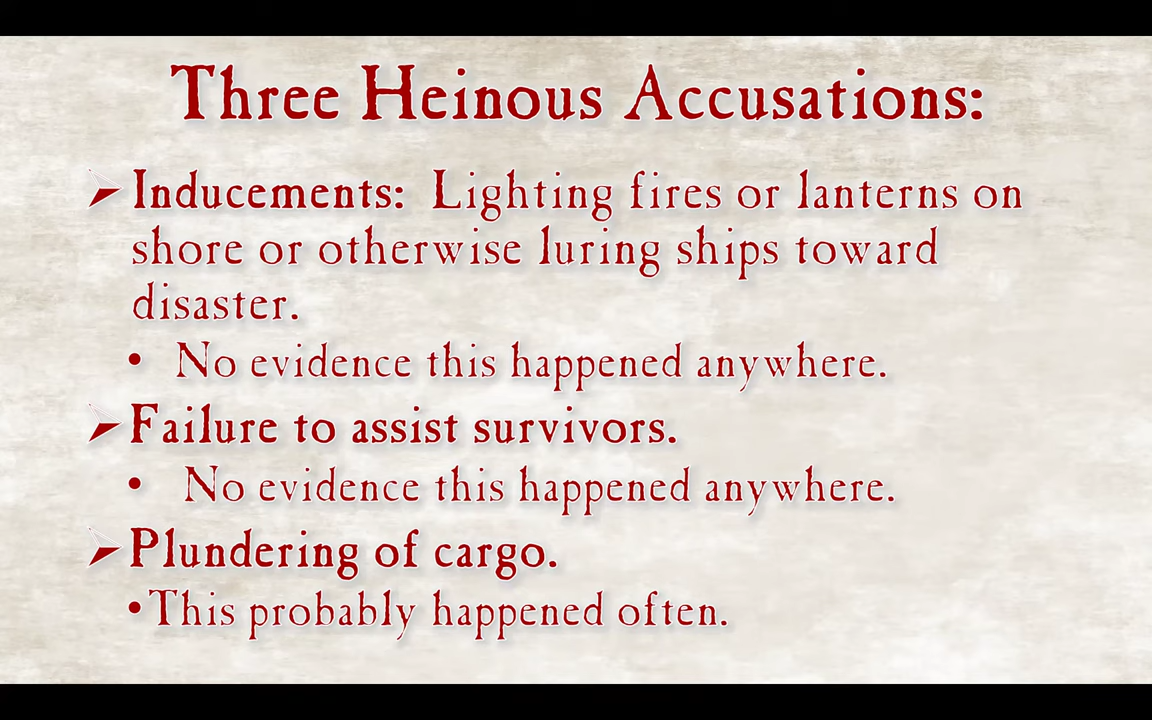 Three Heinous Accusations:
➢ Inducements: Lighting fires or lanterns on
shore or otherwise luring ships toward
disaster.
• No evidence this happened anywhere.
➢ Failure to assist survivors.
• No evidence this happened anywhere.
➢ Plundering of cargo.
• This probably happened often.